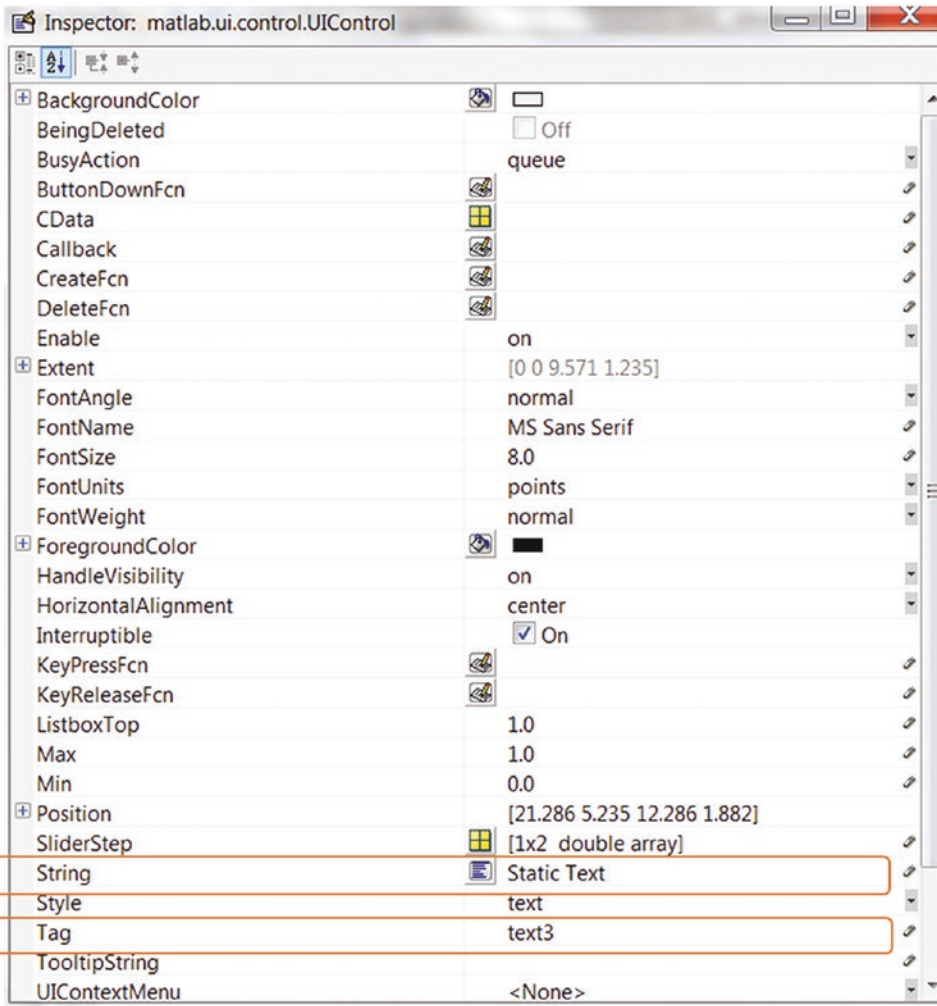 Inspector: matlab.ui.control.UIControl
BackgroundColor
BeingDeleted Off
BusyAction queue
ButtonDownFcn
CData
Callback
CreateFcn
DeleteFcn
Enable on
Extent [0 0 9.571 1.235]
FontAngle normal
FontName MS Sans Serif
FontSize 8.0
FontUnits points
FontWeight normal
ForegroundColor
HandleVisibility on
HorizontalAlignment center
Interruptible On
KeyPressFcn
KeyReleaseFcn
ListboxTop 1.0
Max 1.0
Min 0.0
Position [21.286 5.235 12.286 1.882]
SliderStep [1x2 double array]
String Static Text
Style text
Tag text3
TooltipString
UIContextMenu <None>